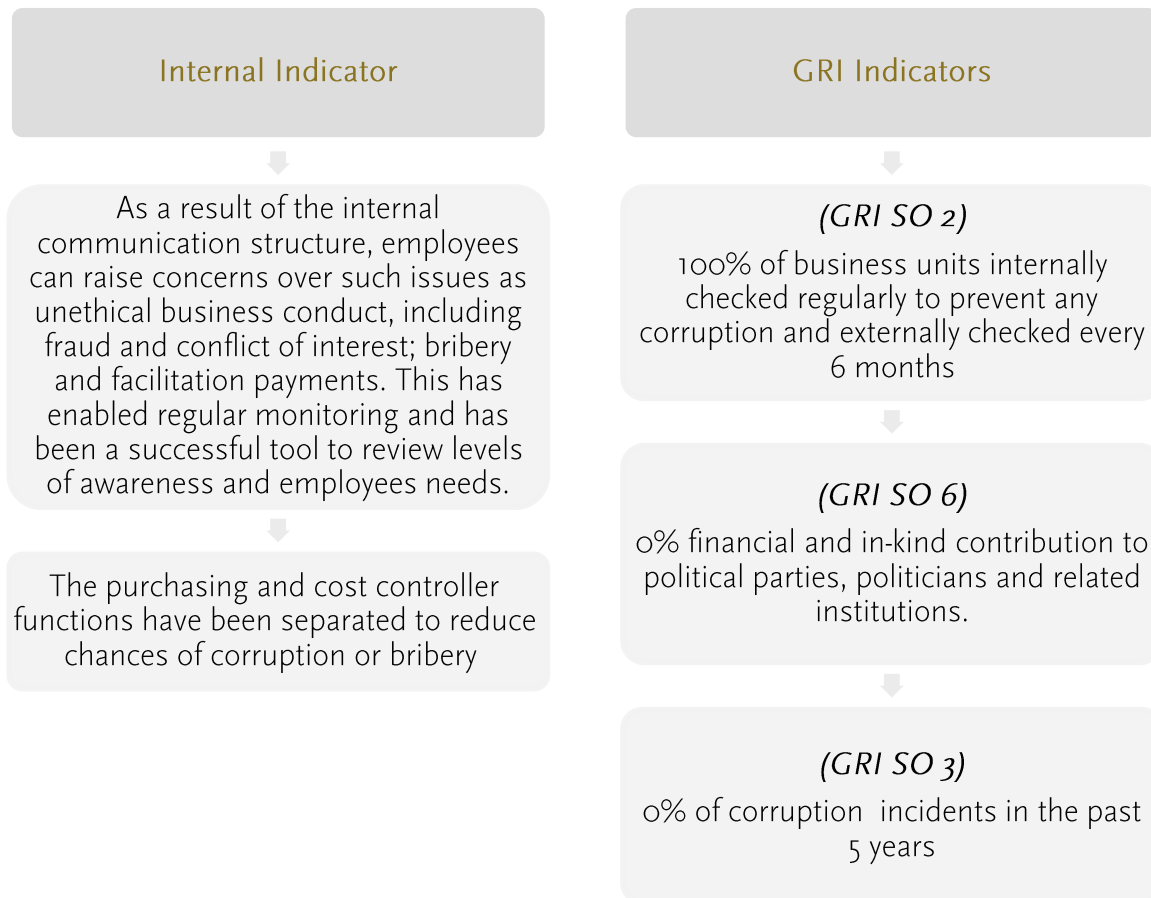 Internal Indicator
As a result of the internal
communication structure, employees
can raise concerns over such issues as
unethical business conduct, including
fraud and conflict of interest; bribery
and facilitation payments. This has
enabled regular monitoring and has
been a successful tool to review levels
of awareness and employees needs.
The purchasing and cost controller
functions have been separated to reduce
chances of corruption or bribery
GRI Indicators
(GRI SO 2)
100% of business units internally
checked regularly to prevent any
corruption and externally checked every
6 months
(GRI SO 6)
0% financial and in-kind contribution to
political parties, politicians and related
institutions.
(GRI SO 3)
0% of corruption  incidents in the past
5 years